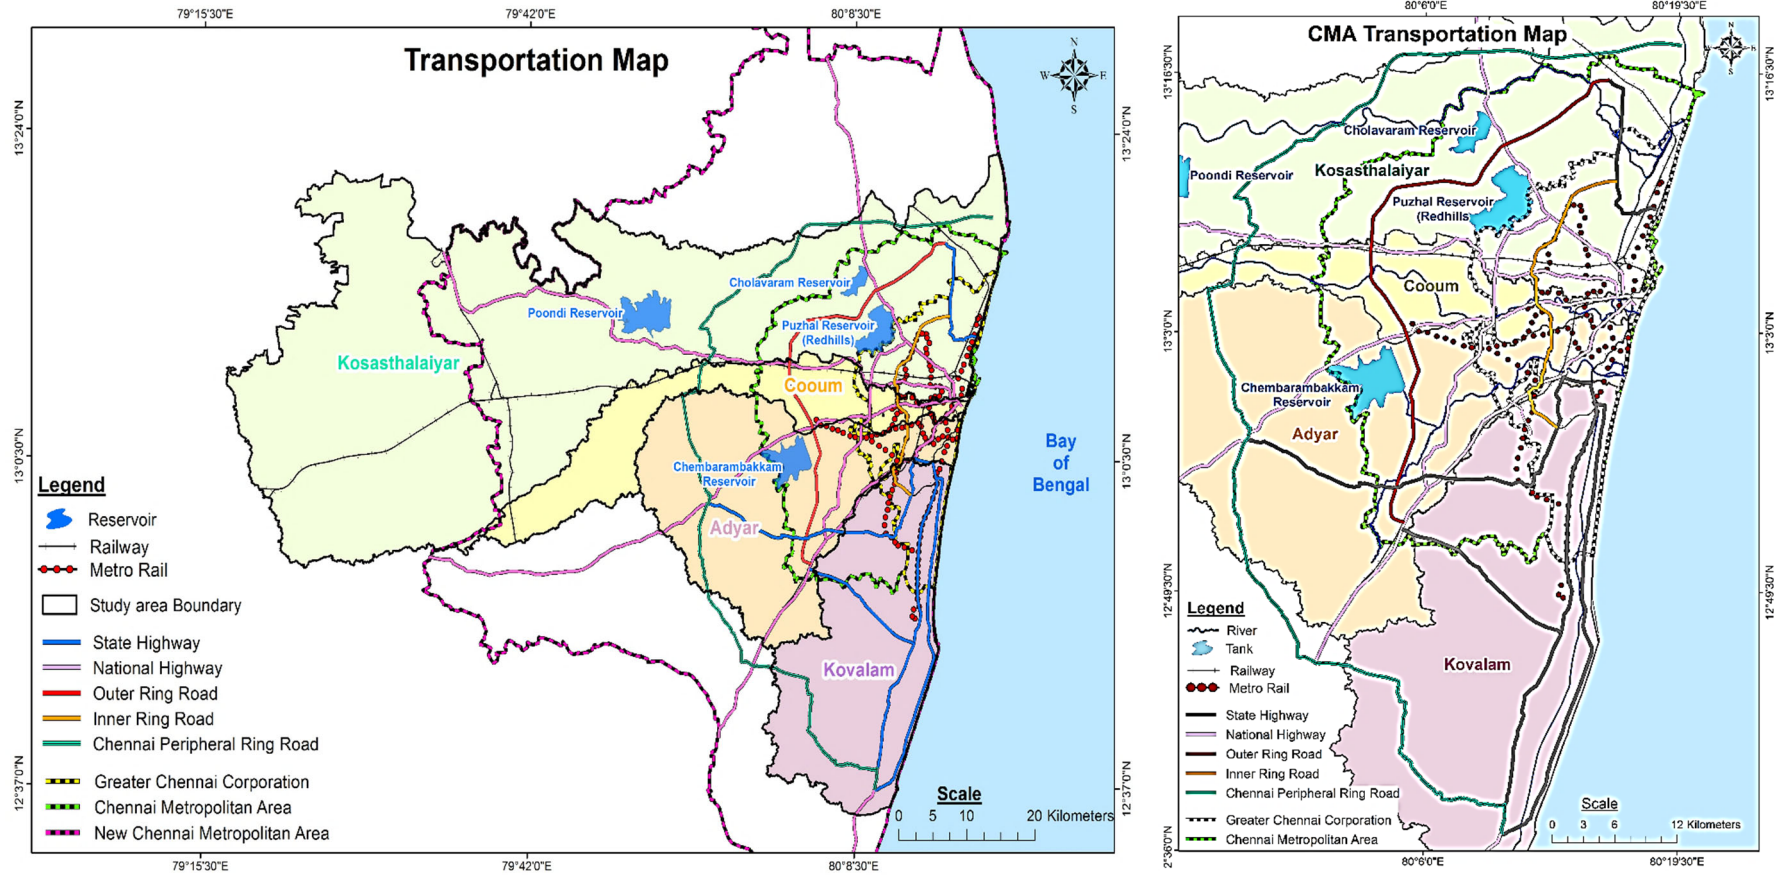 79°15'30"E
79°42'0"E
80°8'30"E
Transportation Map
N
W
E
S
13°24'0"N
13°24'0"N
Cholavaram Reservoir
Poondi Reservoir
Puzhal Reservoir
(Redhills)
Kosasthalaiyar
Cooum
13°0'30"N
13°0'30"N
Bay
of
Bengal
Chembarambakkam
Reservoir
Adyar
Kovalam
Legend
Reservoir
Railway
Metro Rail
Study area Boundary
State Highway
National Highway
Outer Ring Road
Inner Ring Road
Chennai Peripheral Ring Road
Greater Chennai Corporation
Chennai Metropolitan Area
New Chennai Metropolitan Area
12°37'0"N
12°37'0"N
Scale
0 5 10 20 Kilometers
79°15'30"E
79°42'0"E
80°8'30"E
80°6'0"E
80°19'30"E
CMA Transportation Map
N
W
E
S
13°16'30"N
13°16'30"N
Cholavaram Reservoir
Kosasthalaiyar
Poondi Reservoir
Puzhal Reservoir
(Redhills)
Cooum
13°3'0"N
13°3'0"N
Chembarambakkam
Reservoir
Adyar
12°49'30"N
12°49'30"N
Kovalam
Legend
River
Tank
Railway
Metro Rail
State Highway
National Highway
Outer Ring Road
Inner Ring Road
Chennai Peripheral Ring Road
Greater Chennai Corporation
Chennai Metropolitan Area
Scale
0 3 6 12 Kilometers
2°36'0"N
12°36'0"N
80°6'0"E
80°19'30"E